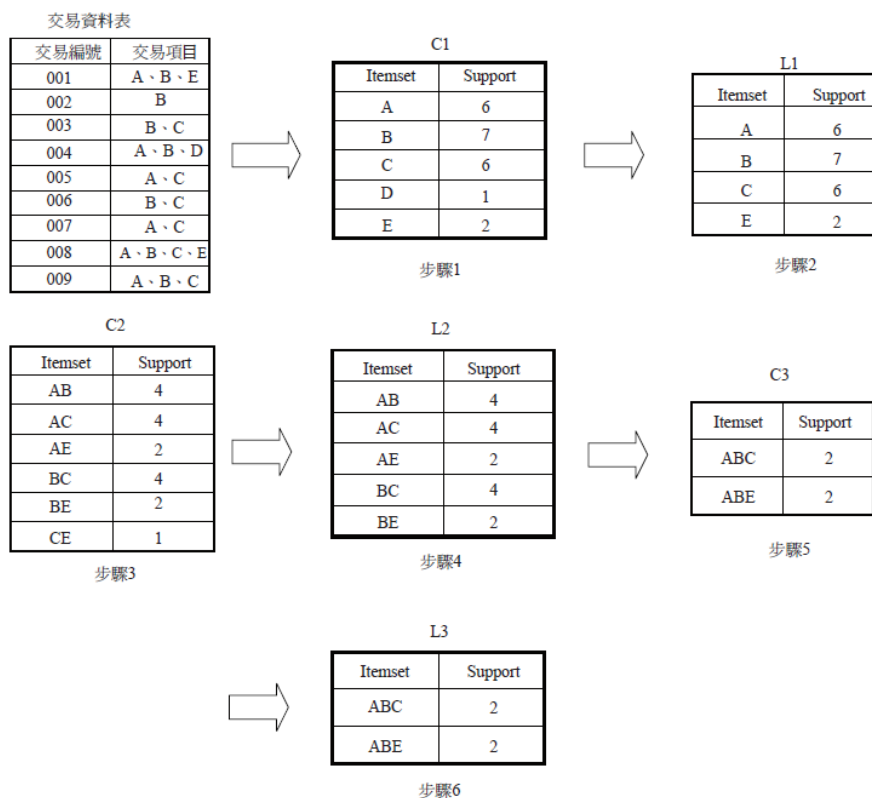 交易資料表
交易編號 交易項目
001 A、B、E
002 B
003 B、C
004 A、B、D
005 A、C
006 B、C
007 A、C
008 A、B、C、E
009 A、B、C
C1
Itemset Support
A 6
B 7
C 6
D 1
E 2
步驟1
L1
Itemset Support
A 6
B 7
C 6
E 2
步驟2
C2
Itemset Support
AB 4
AC 4
AE 2
BC 4
BE 2
CE 1
步驟3
L2
Itemset Support
AB 4
AC 4
AE 2
BC 4
BE 2
步驟4
C3
Itemset Support
ABC 2
ABE 2
步驟5
L3
Itemset Support
ABC 2
ABE 2
步驟6